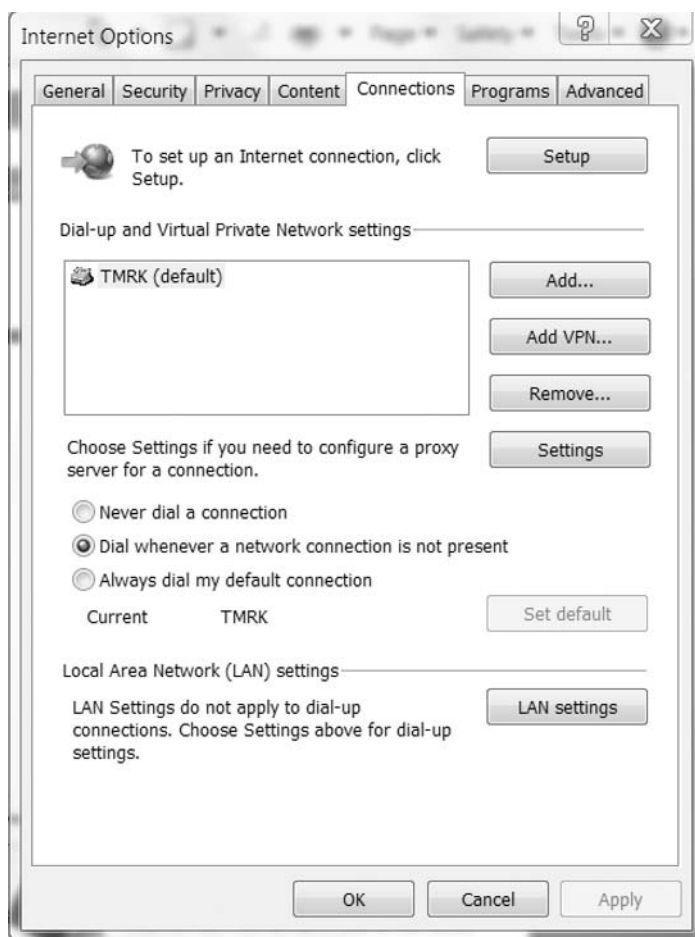 Internet Options
General Security Privacy Content Connections Programs Advanced
To set up an Internet connection, click
Setup.
Setup
Dial-up and Virtual Private Network settings
TMRK (default)
Add...
Add VPN...
Remove...
Choose Settings if you need to configure a proxy
server for a connection.
Settings
Never dial a connection
Dial whenever a network connection is not present
Always dial my default connection
Current TMRK
Set default
Local Area Network (LAN) settings
LAN Settings do not apply to dial-up
connections. Choose Settings above for dial-up
settings.
LAN settings
OK Cancel Apply